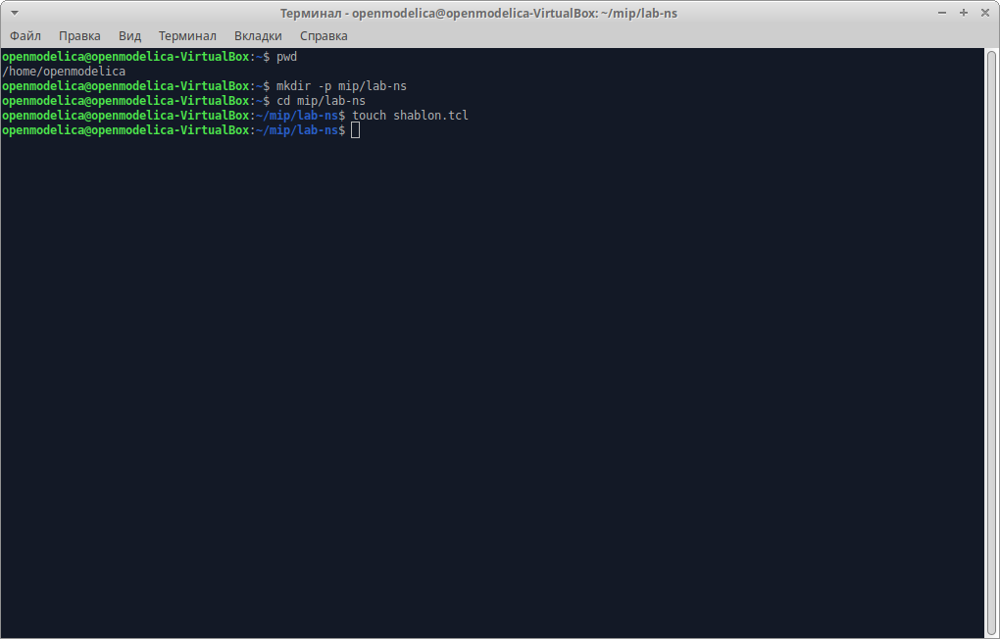 Терминал - openmodelica@openmodelica-VirtualBox: ~/mip/lab-ns
Файл Правка Вид Терминал Вкладки Справка
openmodelica@openmodelica-VirtualBox:~$ pwd
/home/openmodelica
openmodelica@openmodelica-VirtualBox:~$ mkdir -p mip/lab-ns
openmodelica@openmodelica-VirtualBox:~$ cd mip/lab-ns
openmodelica@openmodelica-VirtualBox:~/mip/lab-ns$ touch shablon.tcl
openmodelica@openmodelica-VirtualBox:~/mip/lab-ns$